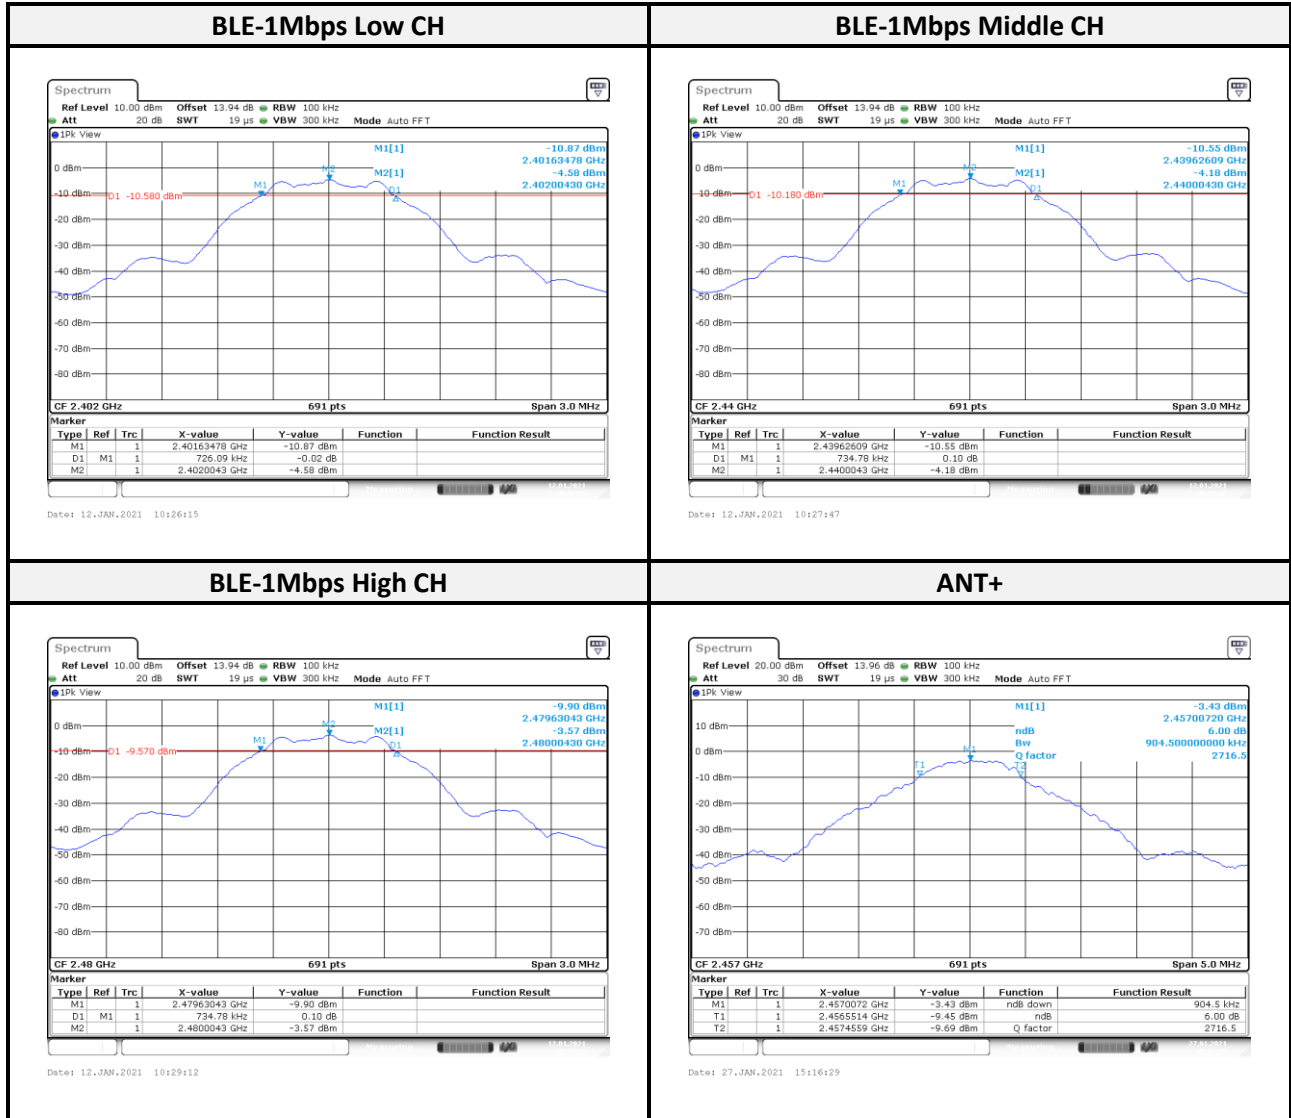 BLE-1Mbps Low CH
Spectrum
Ref Level 10.00 dBm Offset 13.94 dB RBW 100 kHz
Att 20 dB SWT 19 µs VBW 300 kHz Mode Auto FFT
1Pk View
M1[1] -10.87 dBm
2.40163478 GHz
M2[1] -4.58 dBm
2.40200430 GHz
0 dBm
M2
M1
D1
-10 dBm
D1 -10.580 dBm
-20 dBm
-30 dBm
-40 dBm
-50 dBm
-60 dBm
-70 dBm
-80 dBm
CF 2.402 GHz 691 pts Span 3.0 MHz
Marker
Type Ref Trc X-value Y-value Function Function Result
M1 1 2.40163478 GHz -10.87 dBm
D1 M1 1 726.09 kHz -0.02 dB
M2 1 2.4020043 GHz -4.58 dBm
Date: 12.JAN.2021 10:26:15
BLE-1Mbps Middle CH
Spectrum
Ref Level 10.00 dBm Offset 13.94 dB RBW 100 kHz
Att 20 dB SWT 19 µs VBW 300 kHz Mode Auto FFT
1Pk View
M1[1] -10.55 dBm
2.43962609 GHz
M2[1] -4.18 dBm
2.44000430 GHz
0 dBm
M2
M1
D1
-10 dBm
D1 -10.180 dBm
-20 dBm
-30 dBm
-40 dBm
-50 dBm
-60 dBm
-70 dBm
-80 dBm
CF 2.44 GHz 691 pts Span 3.0 MHz
Marker
Type Ref Trc X-value Y-value Function Function Result
M1 1 2.43962609 GHz -10.55 dBm
D1 M1 1 734.78 kHz 0.10 dB
M2 1 2.4400043 GHz -4.18 dBm
Date: 12.JAN.2021 10:27:47
BLE-1Mbps High CH
Spectrum
Ref Level 10.00 dBm Offset 13.94 dB RBW 100 kHz
Att 20 dB SWT 19 µs VBW 300 kHz Mode Auto FFT
1Pk View
M1[1] -9.90 dBm
2.47963043 GHz
M2[1] -3.57 dBm
2.48000430 GHz
0 dBm
M2
M1
D1
-10 dBm
D1 -9.570 dBm
-20 dBm
-30 dBm
-40 dBm
-50 dBm
-60 dBm
-70 dBm
-80 dBm
CF 2.48 GHz 691 pts Span 3.0 MHz
Marker
Type Ref Trc X-value Y-value Function Function Result
M1 1 2.47963043 GHz -9.90 dBm
D1 M1 1 734.78 kHz 0.10 dB
M2 1 2.4800043 GHz -3.57 dBm
Date: 12.JAN.2021 10:29:12
ANT+
Spectrum
Ref Level 20.00 dBm Offset 13.96 dB RBW 100 kHz
Att 30 dB SWT 19 µs VBW 300 kHz Mode Auto FFT
1Pk View
M1[1] -3.43 dBm
2.45700720 GHz
ndB 6.00 dB
Bw 904.500000000 kHz
Q factor 2716.5
10 dBm
0 dBm
M1
T1
T2
-10 dBm
-20 dBm
-30 dBm
-40 dBm
-50 dBm
-60 dBm
-70 dBm
CF 2.457 GHz 691 pts Span 5.0 MHz
Marker
Type Ref Trc X-value Y-value Function Function Result
M1 1 2.4570072 GHz -3.43 dBm ndB down 904.5 kHz
T1 1 2.4565514 GHz -9.45 dBm ndB 6.00 dB
T2 1 2.4574559 GHz -9.69 dBm Q factor 2716.5
Date: 27.JAN.2021 15:16:29